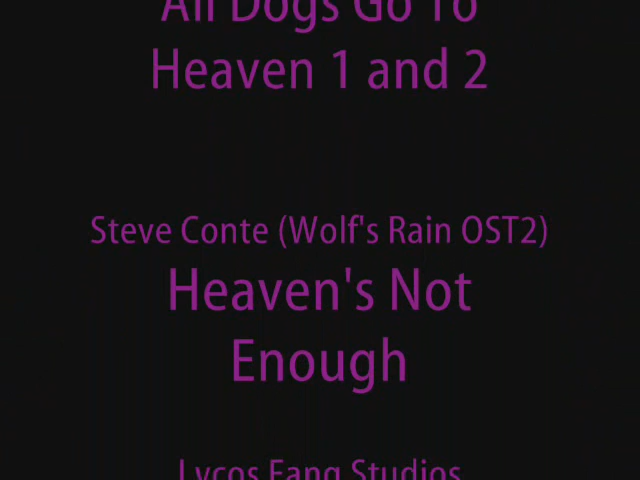 All Dogs Go To
Heaven 1 and 2
Steve Conte (Wolf's Rain OST2)
Heaven's Not
Enough
Lycos Fang Studios